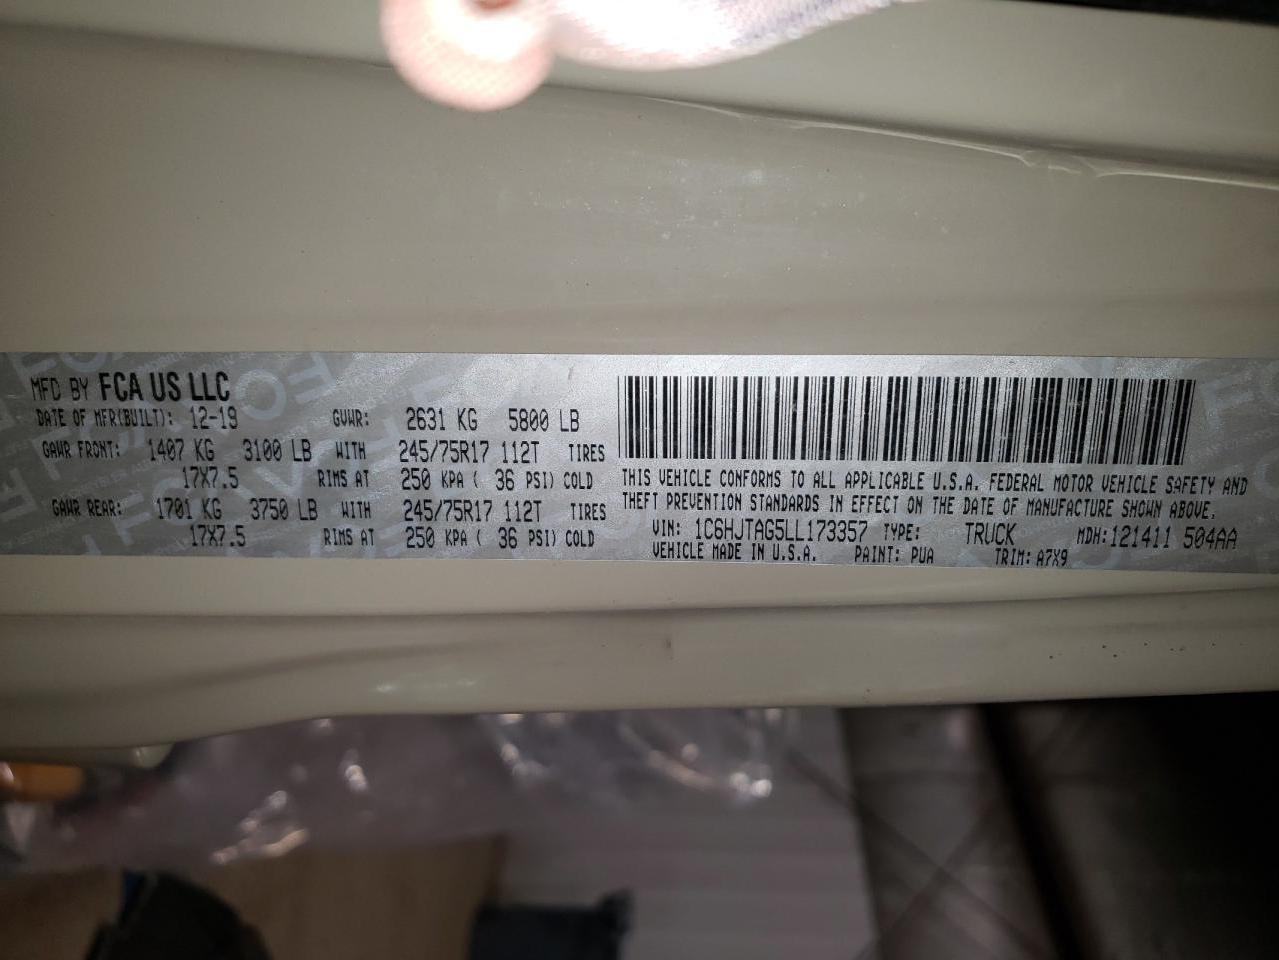 MFD BY FCA US LLC
DATE OF MFR(BUILT): 12-19 GVWR: 2631 KG 5800 LB
GAWR FRONT: 1407 KG 3100 LB WITH 245/75R17 112T TIRES
17X7.5 RIMS AT 250 KPA ( 36 PSI) COLD
GAWR REAR: 1701 KG 3750 LB WITH 245/75R17 112T TIRES
17X7.5 RIMS AT 250 KPA ( 36 PSI) COLD
THIS VEHICLE CONFORMS TO ALL APPLICABLE U.S.A. FEDERAL MOTOR VEHICLE SAFETY AND
THEFT PREVENTION STANDARDS IN EFFECT ON THE DATE OF MANUFACTURE SHOWN ABOVE.
VIN: 1C6HJTAG5LL173357 TYPE: TRUCK MDH: 121411 504AA
VEHICLE MADE IN U.S.A. PAINT: PUA TRIM: A7X9